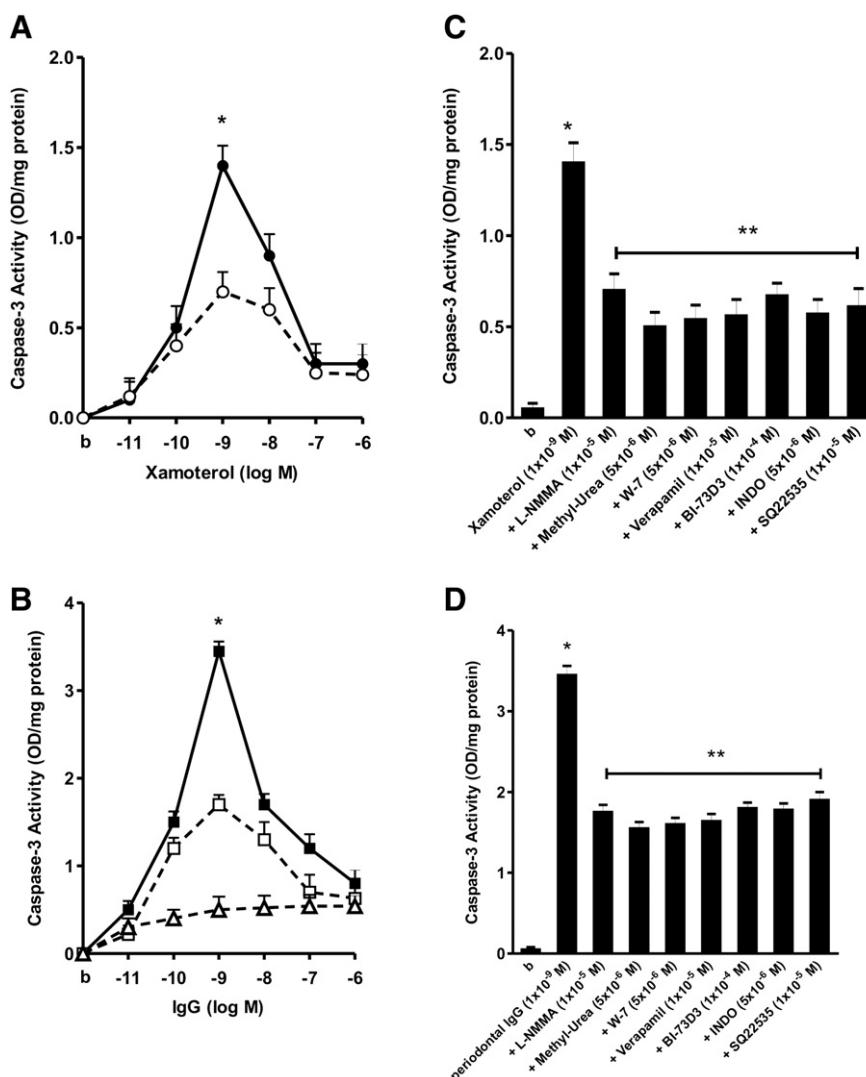 A
Caspase-3 Activity (OD/mg protein)
2.0
1.5
1.0
0.5
0.0
*
b -11 -10 -9 -8 -7 -6
Xamoterol (log M)
C
Caspase-3 Activity (OD/mg protein)
2.0
1.5
1.0
0.5
0.0
*
**
b
Xamoterol (1x10⁻⁹ M)
+ L-NMMA (1x10⁻⁵ M)
+ Methyl-Urea (5x10⁻⁶ M)
+ W-7 (5x10⁻⁶ M)
+ Verapamil (1x10⁻⁵ M)
+ BI-73D3 (1x10⁻⁴ M)
+ INDO (5x10⁻⁶ M)
+ SQ22535 (1x10⁻⁵ M)
B
Caspase-3 Activity (OD/mg protein)
4
3
2
1
0
*
b -11 -10 -9 -8 -7 -6
IgG (log M)
D
Caspase-3 Activity (OD/mg protein)
4
3
2
1
0
*
**
b
periodontal IgG (1x10⁻⁹ M)
+ L-NMMA (1x10⁻⁵ M)
+ Methyl-Urea (5x10⁻⁶ M)
+ W-7 (5x10⁻⁶ M)
+ Verapamil (1x10⁻⁵ M)
+ BI-73D3 (1x10⁻⁴ M)
+ INDO (5x10⁻⁶ M)
+ SQ22535 (1x10⁻⁵ M)